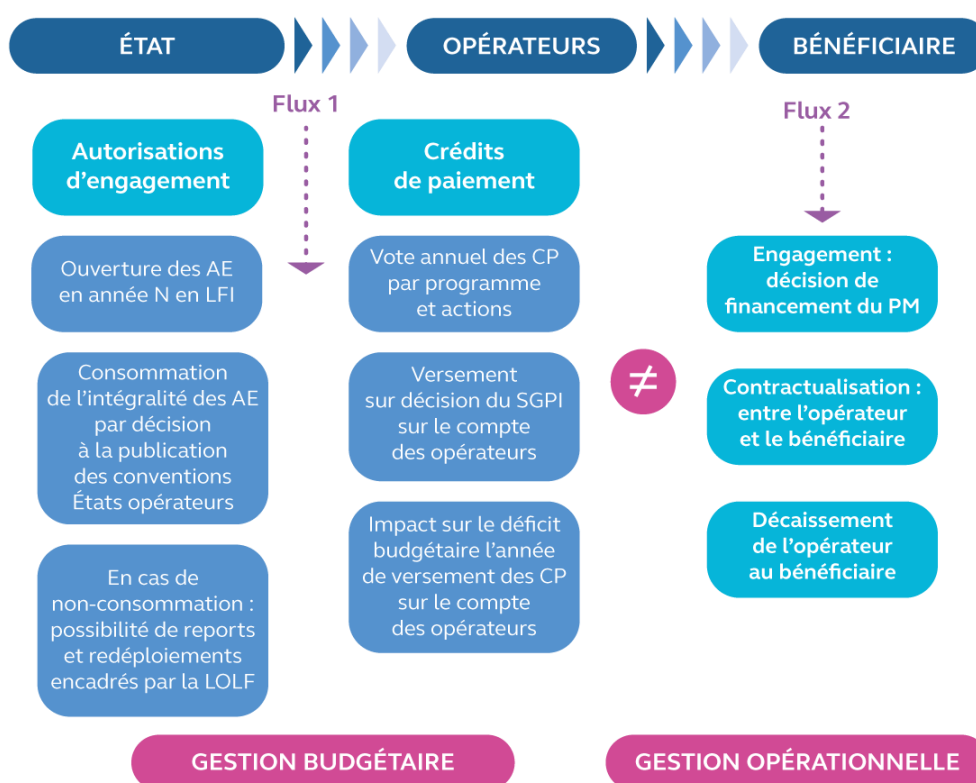 ÉTAT
OPÉRATEURS
BÉNÉFICIAIRE
Flux 1
Flux 2
Autorisations
d'engagement
Ouverture des AE
en année N en LFI
Consommation
de l'intégralité des AE
par décision
à la publication
des conventions
États opérateurs
En cas de
non-consommation :
possibilité de reports
et redéploiements
encadrés par la LOLF
Crédits
de paiement
Vote annuel des CP
par programme
et actions
Versement
sur décision du SGPI
sur le compte
des opérateurs
Impact sur le déficit
budgétaire l'année
de versement des CP
sur le compte
des opérateurs
≠
Engagement :
décision de
financement du PM
Contractualisation :
entre l'opérateur
et le bénéficiaire
Décaissement
de l'opérateur
au bénéficiaire
GESTION BUDGÉTAIRE
GESTION OPÉRATIONNELLE